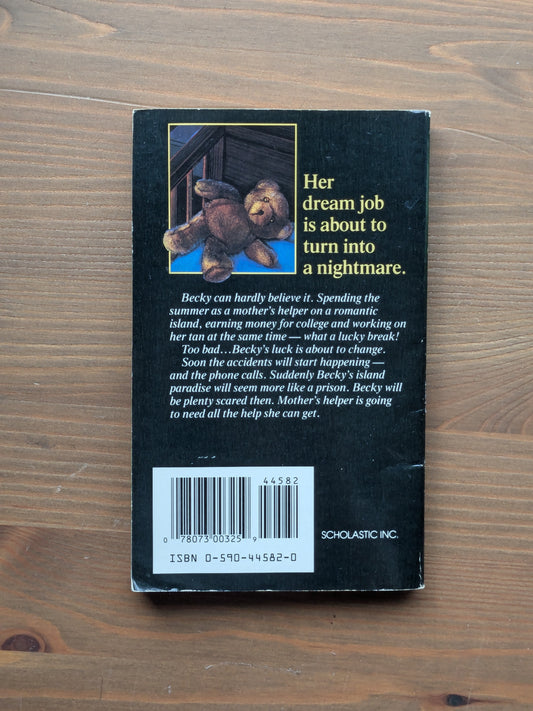 Her
dream job
is about to
turn into
a nightmare.
Becky can hardly believe it. Spending the
summer as a mother's helper on a romantic
island, earning money for college and working on
her tan at the same time — what a lucky break!
Too bad...Becky's luck is about to change.
Soon the accidents will start happening —
and the phone calls. Suddenly Becky's island
paradise will seem more like a prison. Becky will
be plenty scared then. Mother's helper is going
to need all the help she can get.
44582
0 78073 00325 9
ISBN 0-590-44582-0
SCHOLASTIC INC.